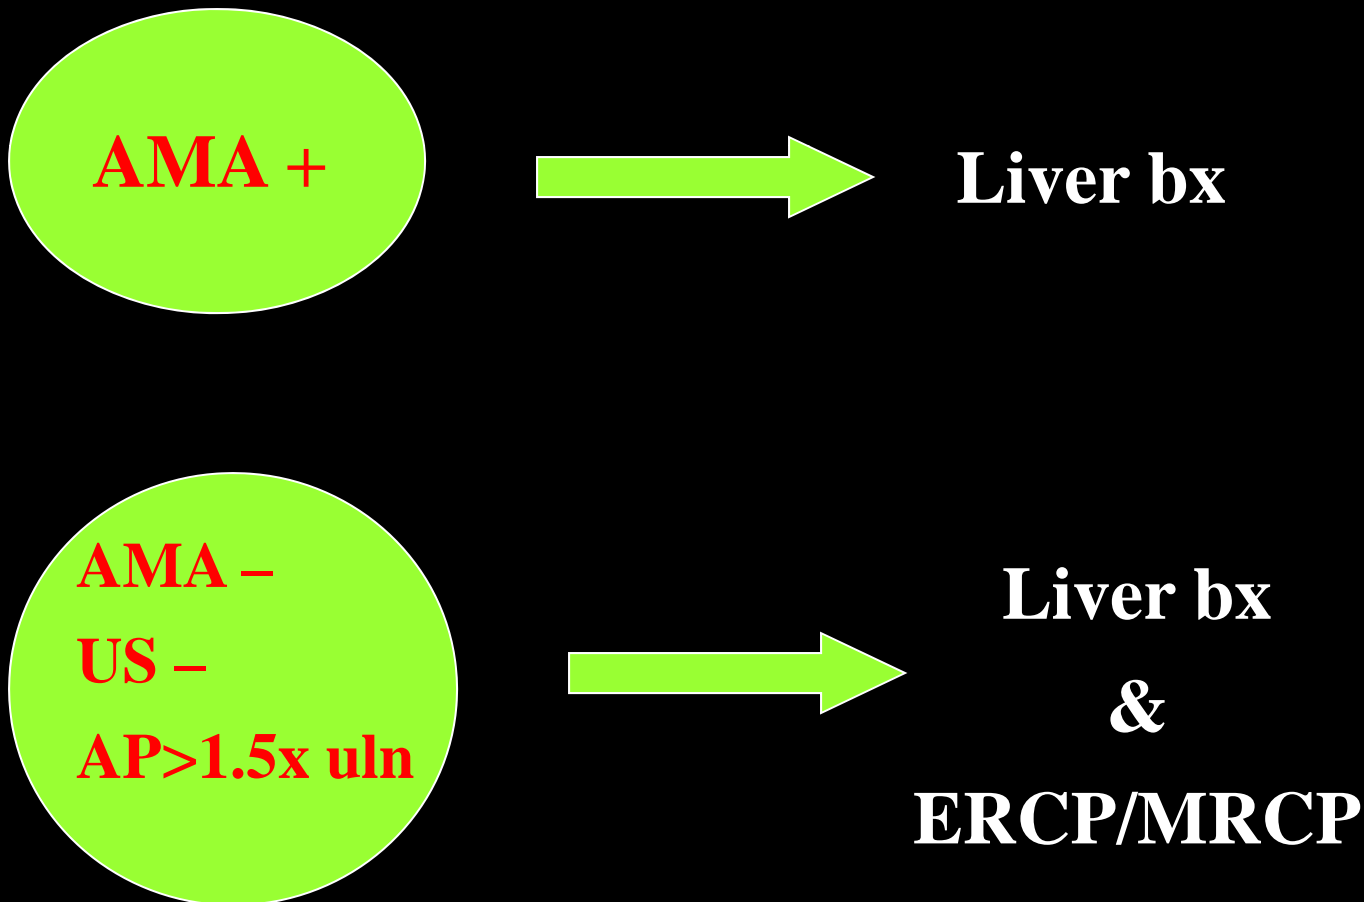 AMA +
Liver bx
AMA –
US –
AP>1.5x uln
Liver bx
&
ERCP/MRCP